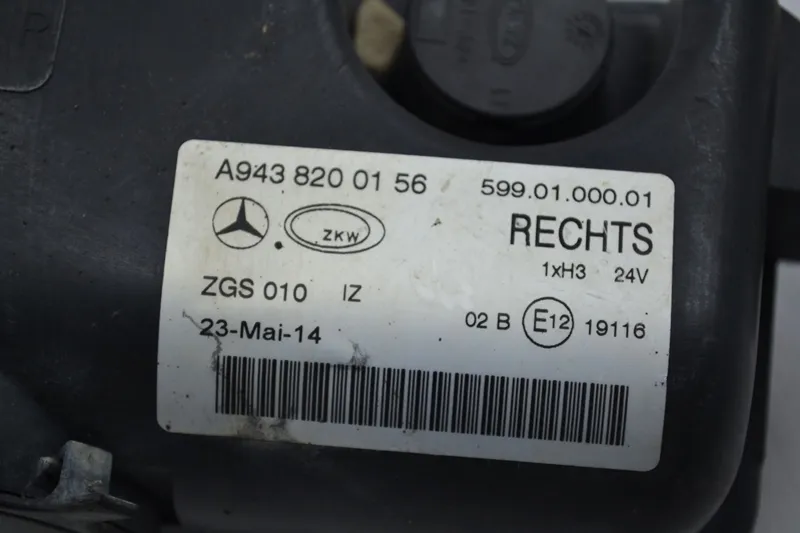 A943 820 01 56 599.01.000.01
ZKW RECHTS
1xH3 24V
ZGS 010 IZ
02 B E12 19116
23-Mai-14